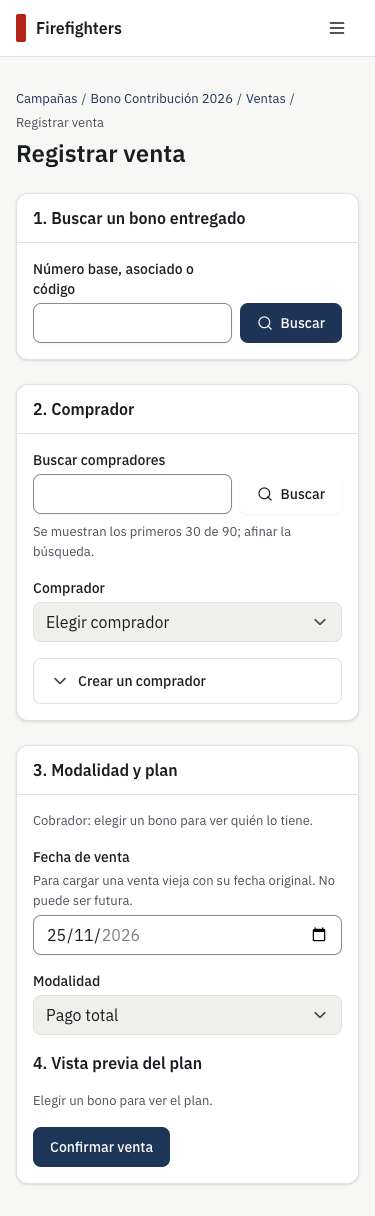 Firefighters
Campañas / Bono Contribución 2026 / Ventas /
Registrar venta
Registrar venta
1. Buscar un bono entregado
Número base, asociado o
código
Buscar
2. Comprador
Buscar compradores
Buscar
Se muestran los primeros 30 de 90; afinar la
búsqueda.
Comprador
Elegir comprador
Crear un comprador
3. Modalidad y plan
Cobrador: elegir un bono para ver quién lo tiene.
Fecha de venta
Para cargar una venta vieja con su fecha original. No
puede ser futura.
25/11/2026
Modalidad
Pago total
4. Vista previa del plan
Elegir un bono para ver el plan.
Confirmar venta